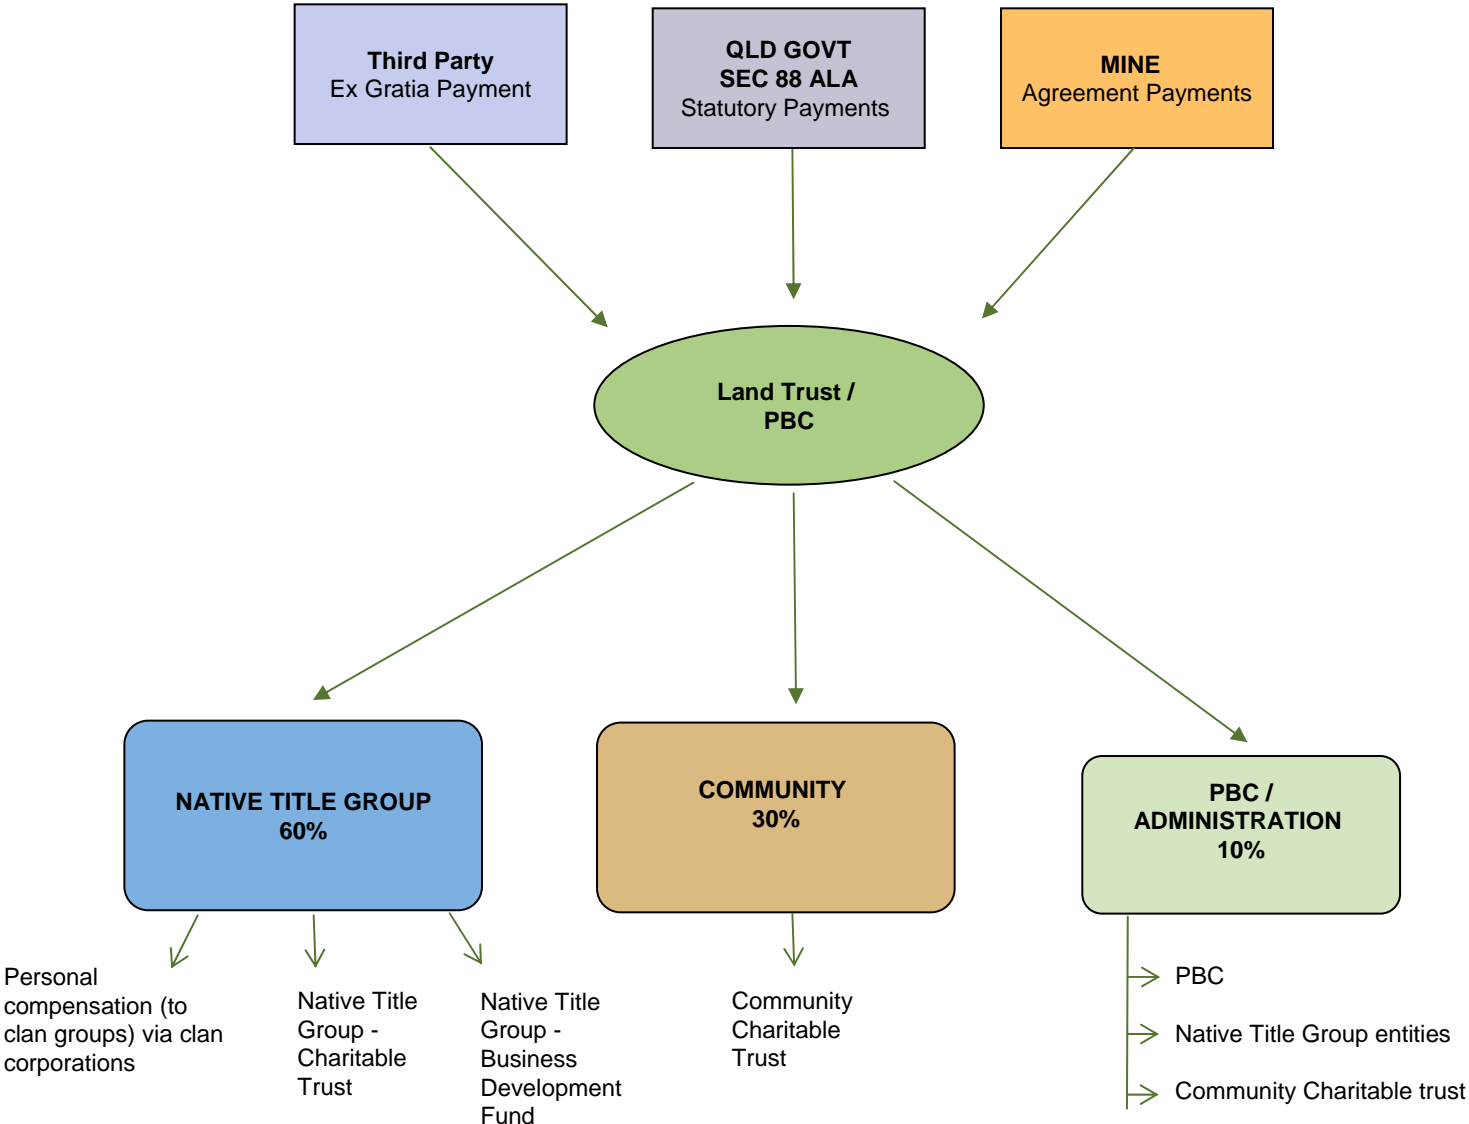 Third Party
Ex Gratia Payment
QLD GOVT
SEC 88 ALA
Statutory Payments
MINE
Agreement Payments
Land Trust /
PBC
NATIVE TITLE GROUP
60%
COMMUNITY
30%
PBC /
ADMINISTRATION
10%
Personal
compensation (to
clan groups) via clan
corporations
Native Title
Group -
Charitable
Trust
Native Title
Group -
Business
Development
Fund
Community
Charitable
Trust
PBC
Native Title Group entities
Community Charitable trust